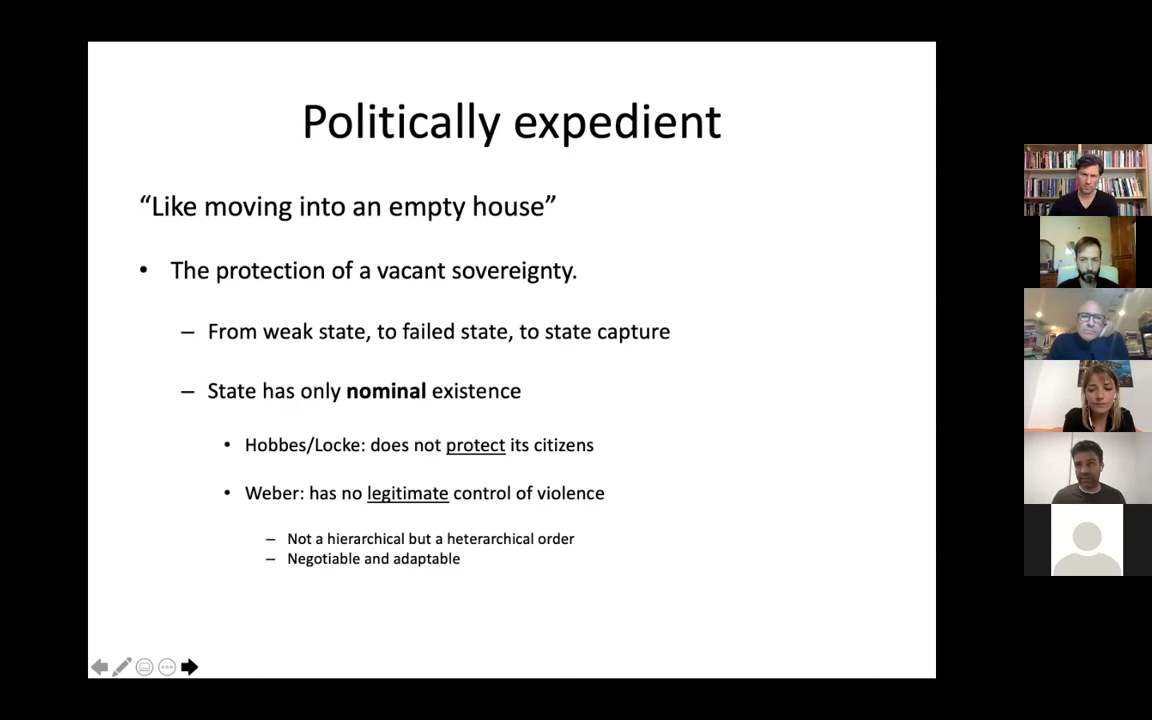 Politically expedient
“Like moving into an empty house”
• The protection of a vacant sovereignty.
– From weak state, to failed state, to state capture
– State has only nominal existence
• Hobbes/Locke: does not protect its citizens
• Weber: has no legitimate control of violence
– Not a hierarchical but a heterarchical order
– Negotiable and adaptable